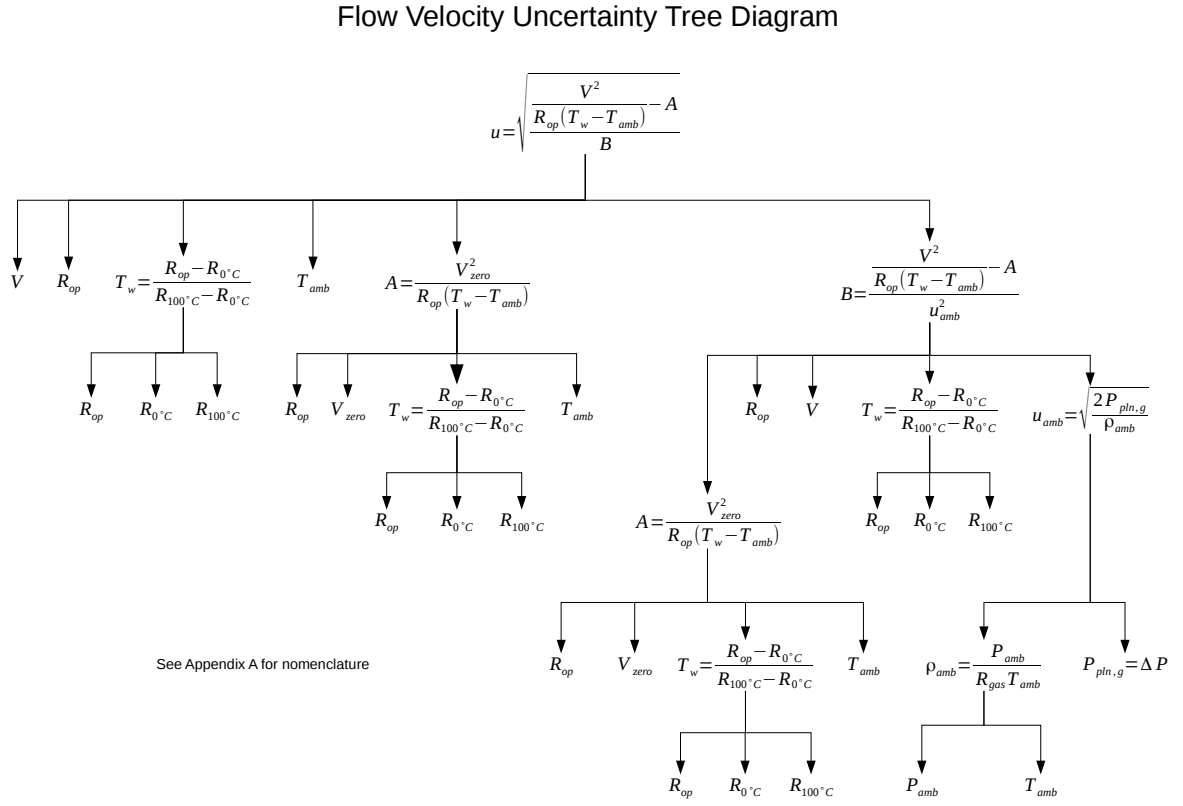 Flow Velocity Uncertainty Tree Diagram
u=√(((V²/(R_op(T_w−T_amb)))−A)/B)
V
R_op
T_w=(R_op−R_0°C)/(R_100°C−R_0°C)
T_amb
A=V²_zero/(R_op(T_w−T_amb))
B=((V²/(R_op(T_w−T_amb)))−A)/u²_amb
R_op
R_0°C
R_100°C
R_op
V_zero
T_w=(R_op−R_0°C)/(R_100°C−R_0°C)
T_amb
R_op
V
T_w=(R_op−R_0°C)/(R_100°C−R_0°C)
u_amb=√(2P_pln,g/ρ_amb)
R_op
R_0°C
R_100°C
A=V²_zero/(R_op(T_w−T_amb))
R_op
R_0°C
R_100°C
See Appendix A for nomenclature
R_op
V_zero
T_w=(R_op−R_0°C)/(R_100°C−R_0°C)
T_amb
ρ_amb=P_amb/(R_gas T_amb)
P_pln,g=ΔP
R_op
R_0°C
R_100°C
P_amb
T_amb